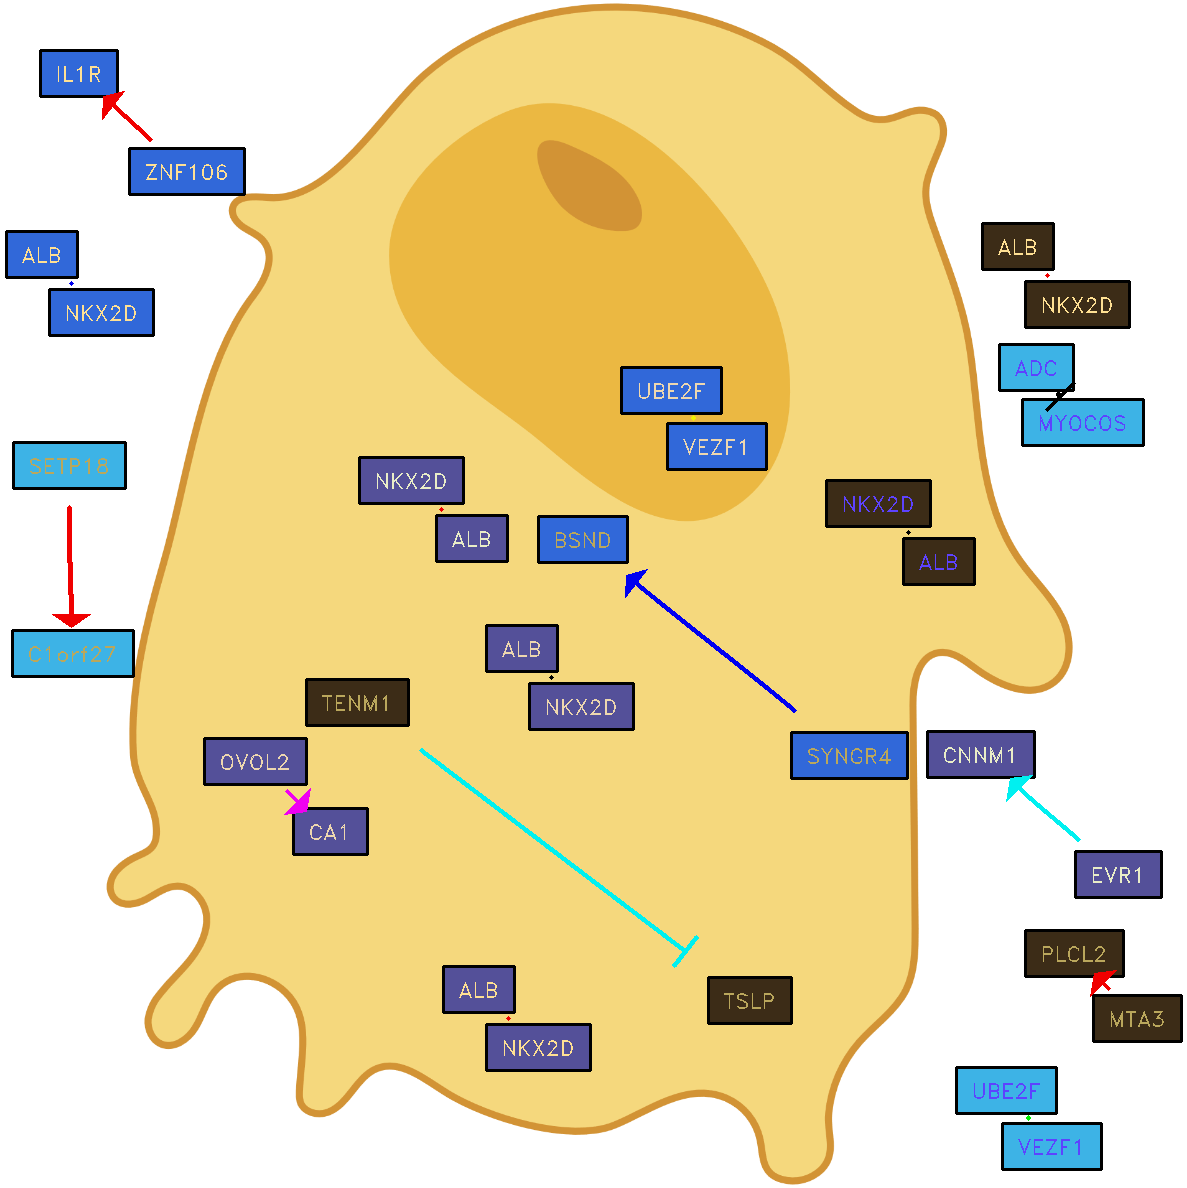 IL1R
ZNF106
ALB
NKX2D
ALB
NKX2D
ADC
MYOCOS
UBE2F
VEZF1
SETP18
C1orf27
NKX2D
ALB
BSND
NKX2D
ALB
ALB
NKX2D
TENM1
OVOL2
CA1
SYNGR4
CNNM1
EVR1
PLCL2
MTA3
ALB
NKX2D
TSLP
UBE2F
VEZF1